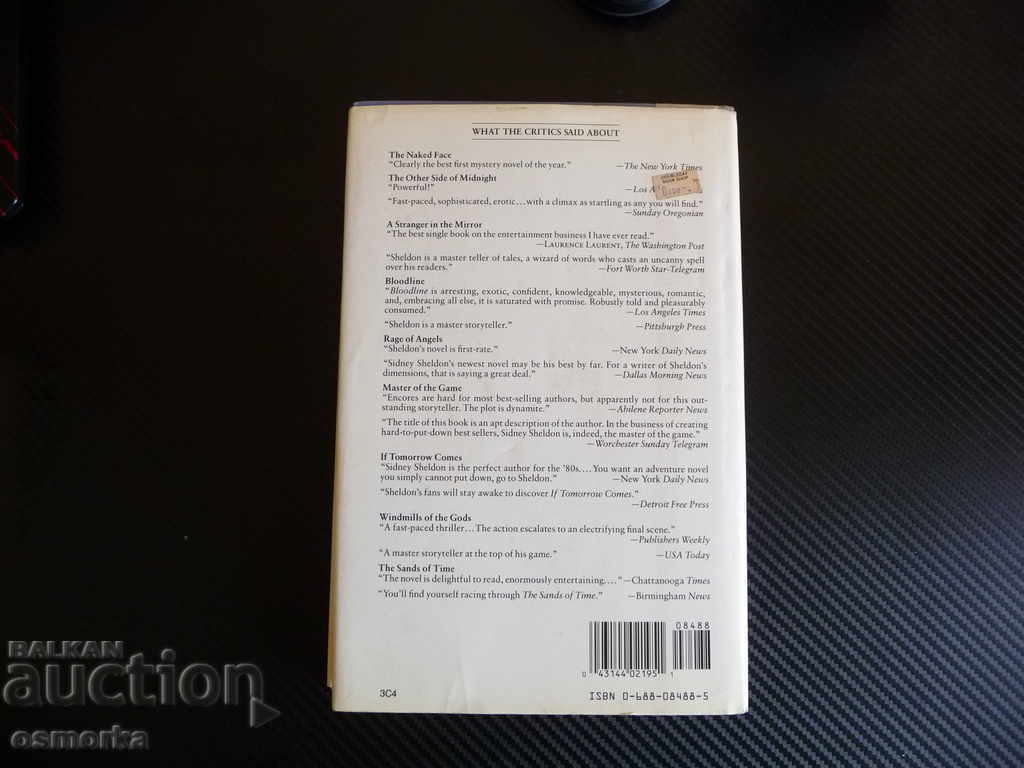 WHAT THE CRITICS SAID ABOUT
The Naked Face
“Clearly the best first mystery novel of the year.” —The New York Times
The Other Side of Midnight
“Powerful!” —Los A
“Fast-paced, sophisticated, erotic...with a climax as startling as any you will find.”
—Sunday Oregonian
A Stranger in the Mirror
“The best single book on the entertainment business I have ever read.”
—LAURENCE LAURENT, The Washington Post
“Sheldon is a master teller of tales, a wizard of words who casts an uncanny spell
over his readers.” —Fort Worth Star-Telegram
Bloodline
“Bloodline is arresting, exotic, confident, knowledgeable, mysterious, romantic,
and, embracing all else, it is saturated with promise. Robustly told and pleasurably
consumed.” —Los Angeles Times
“Sheldon is a master storyteller.” —Pittsburgh Press
Rage of Angels
“Sheldon's novel is first-rate.” —New York Daily News
“Sidney Sheldon's newest novel may be his best by far. For a writer of Sheldon's
dimensions, that is saying a great deal.” —Dallas Morning News
Master of the Game
“Encores are hard for most best-selling authors, but apparently not for this out-
standing storyteller. The plot is dynamite.” —Abilene Reporter News
“The title of this book is an apt description of the author. In the business of creating
hard-to-put-down best sellers, Sidney Sheldon is, indeed, the master of the game.”
—Worchester Sunday Telegram
If Tomorrow Comes
“Sidney Sheldon is the perfect author for the '80s....You want an adventure novel
you simply cannot put down, go to Sheldon.” —New York Daily News
“Sheldon's fans will stay awake to discover If Tomorrow Comes.”
—Detroit Free Press
Windmills of the Gods
“A fast-paced thriller...The action escalates to an electrifying final scene.”
—Publishers Weekly
“A master storyteller at the top of his game.” —USA Today
The Sands of Time
“The novel is delightful to read, enormously entertaining....” —Chattanooga Times
“You'll find yourself racing through The Sands of Time.” —Birmingham News
08488
0 43144 02195 1
3C4 ISBN 0-688-08488-5
BALKAN
auction
osmorka